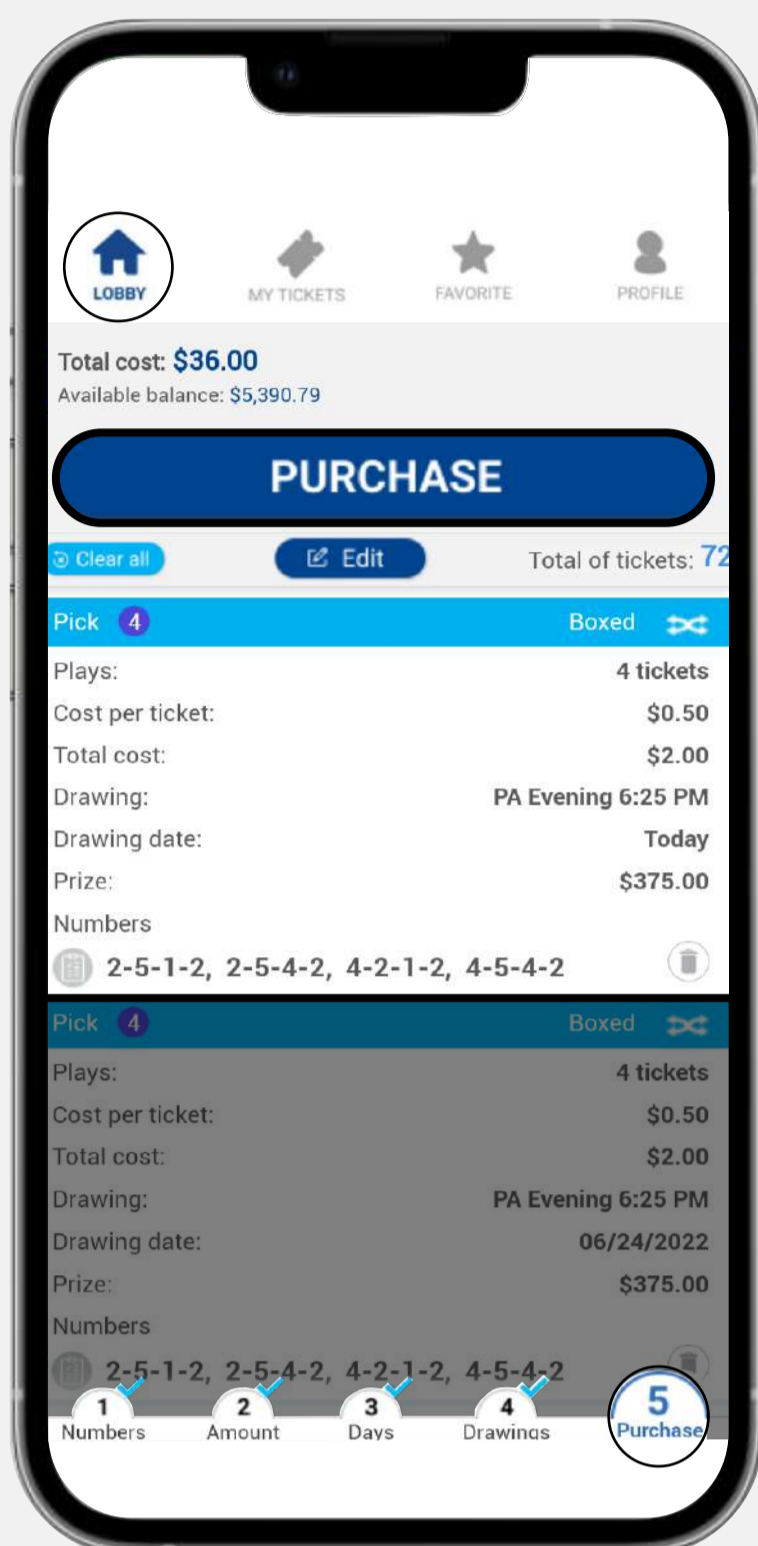 LOBBY MY TICKETS FAVORITE PROFILE
Total cost: $36.00
Available balance: $5,390.79
PURCHASE
Clear all Edit Total of tickets: 72
Pick 4 Boxed
Plays: 4 tickets
Cost per ticket: $0.50
Total cost: $2.00
Drawing: PA Evening 6:25 PM
Drawing date: Today
Prize: $375.00
Numbers
2-5-1-2, 2-5-4-2, 4-2-1-2, 4-5-4-2
Pick 4 Boxed
Plays: 4 tickets
Cost per ticket: $0.50
Total cost: $2.00
Drawing: PA Evening 6:25 PM
Drawing date: 06/24/2022
Prize: $375.00
Numbers
2-5-1-2, 2-5-4-2, 4-2-1-2, 4-5-4-2
1 2 3 4 5
Numbers Amount Days Drawings Purchase